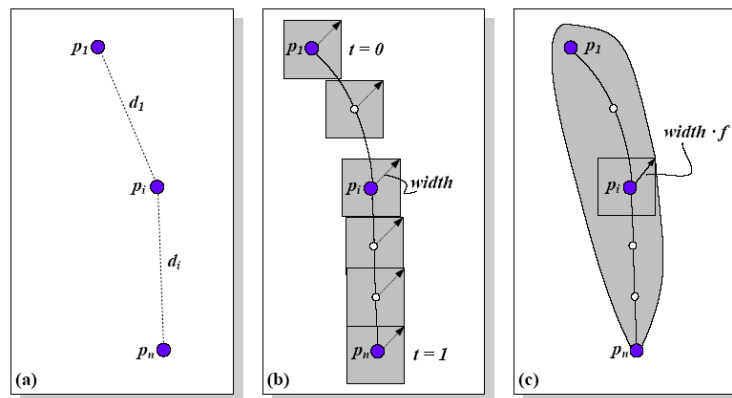 p1
d1
pi
di
pn
(a)
p1
t = 0
pi
width
pn
t = 1
(b)
p1
width · f
pi
pn
(c)